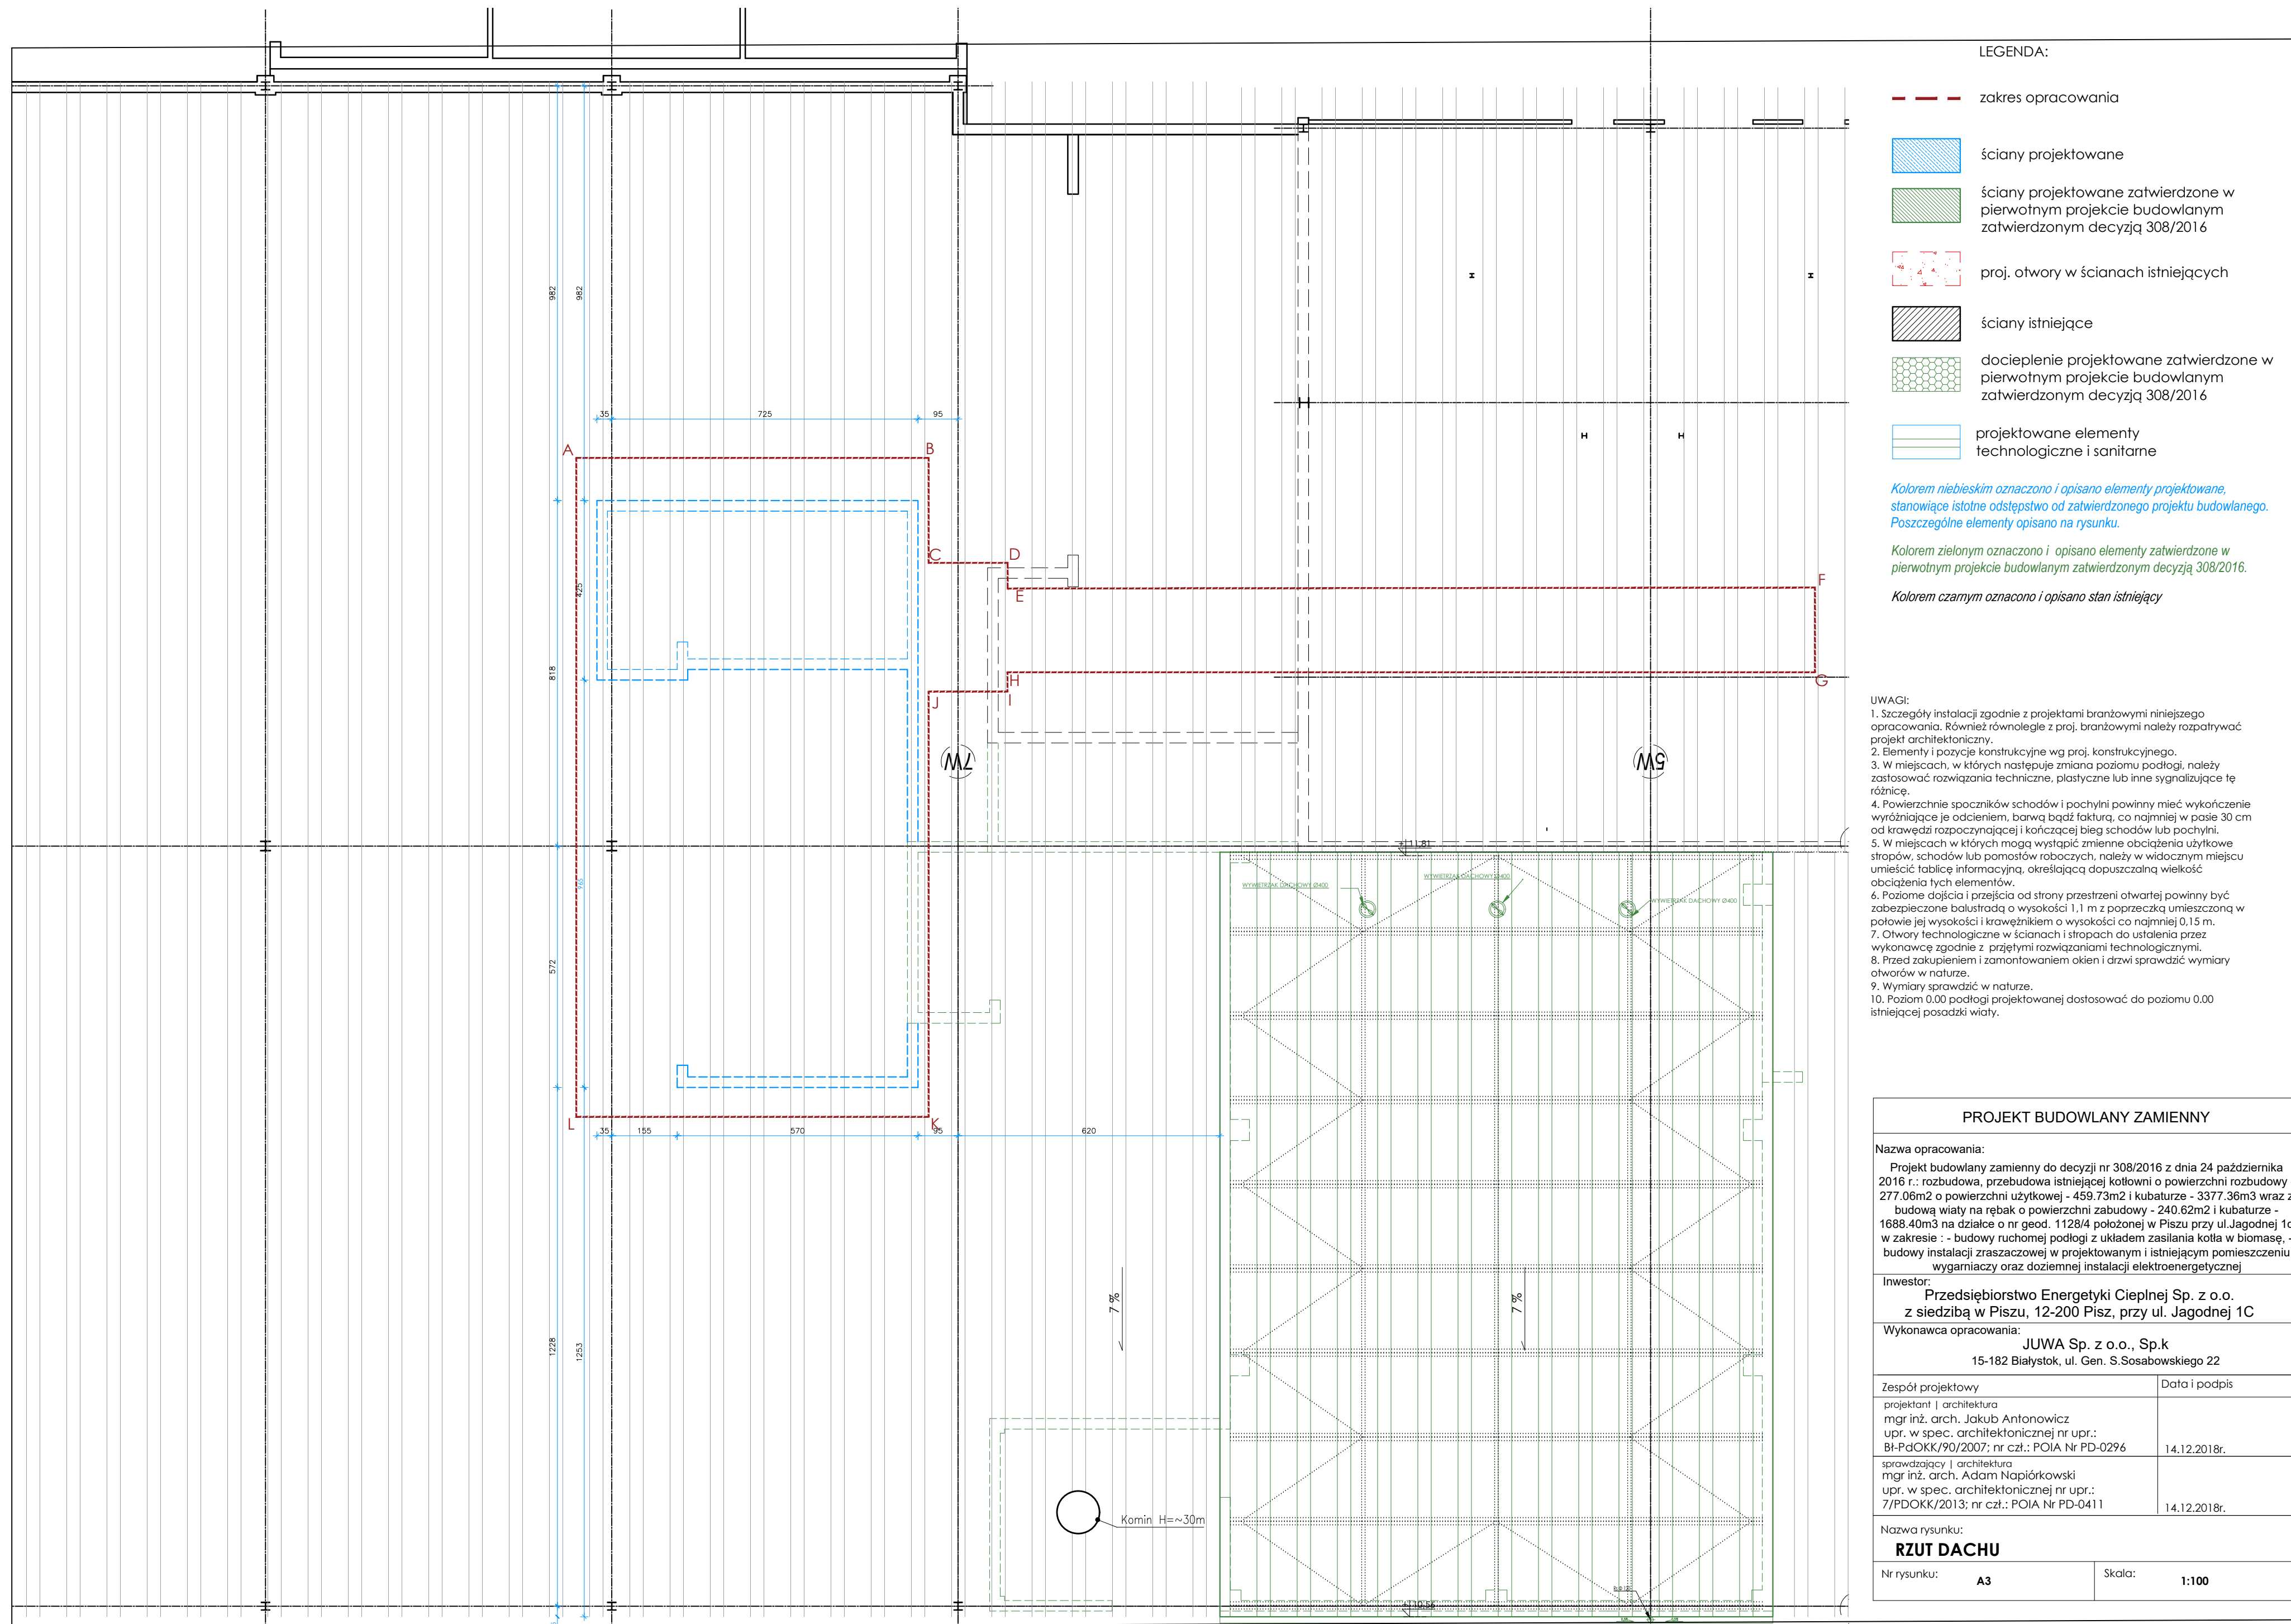 LEGENDA:
zakres opracowania
ściany projektowane
ściany projektowane zatwierdzone w
pierwotnym projekcie budowlanym
zatwierdzonym decyzją 308/2016
proj. otwory w ścianach istniejących
ściany istniejące
docieplenie projektowane zatwierdzone w
pierwotnym projekcie budowlanym
zatwierdzonym decyzją 308/2016
projektowane elementy
technologiczne i sanitarne
Kolorem niebieskim oznaczono i opisano elementy projektowane,
stanowiące istotne odstępstwo od zatwierdzonego projektu budowlanego.
Poszczególne elementy opisano na rysunku.
Kolorem zielonym oznaczono i opisano elementy zatwierdzone w
pierwotnym projekcie budowlanym zatwierdzonym decyzją 308/2016.
Kolorem czarnym oznacono i opisano stan istniejący
UWAGI:
1. Szczegóły instalacji zgodnie z projektami branżowymi niniejszego
opracowania. Również równolegle z proj. branżowymi należy rozpatrywać
projekt architektoniczny.
2. Elementy i pozycje konstrukcyjne wg proj. konstrukcyjnego.
3. W miejscach, w których następuje zmiana poziomu podłogi, należy
zastosować rozwiązania techniczne, plastyczne lub inne sygnalizujące tę
różnicę.
4. Powierzchnie spoczników schodów i pochylni powinny mieć wykończenie
wyróżniające je odcieniem, barwą bądź fakturą, co najmniej w pasie 30 cm
od krawędzi rozpoczynającej i kończącej bieg schodów lub pochylni.
5. W miejscach w których mogą wystąpić zmienne obciążenia użytkowe
stropów, schodów lub pomostów roboczych, należy w widocznym miejscu
umieścić tablicę informacyjną, określającą dopuszczalną wielkość
obciążenia tych elementów.
6. Poziome dojścia i przejścia od strony przestrzeni otwartej powinny być
zabezpieczone balustradą o wysokości 1,1 m z poprzeczką umieszczoną w
połowie jej wysokości i krawężnikiem o wysokości co najmniej 0,15 m.
7. Otwory technologiczne w ścianach i stropach do ustalenia przez
wykonawcę zgodnie z przjętymi rozwiązaniami technologicznymi.
8. Przed zakupieniem i zamontowaniem okien i drzwi sprawdzić wymiary
otworów w naturze.
9. Wymiary sprawdzić w naturze.
10. Poziom 0.00 podłogi projektowanej dostosować do poziomu 0.00
istniejącej posadzki wiaty.
PROJEKT BUDOWLANY ZAMIENNY
Nazwa opracowania:
Projekt budowlany zamienny do decyzji nr 308/2016 z dnia 24 października
2016 r.: rozbudowa, przebudowa istniejącej kotłowni o powierzchni rozbudowy
277.06m2 o powierzchni użytkowej - 459.73m2 i kubaturze - 3377.36m3 wraz z
budową wiaty na rębak o powierzchni zabudowy - 240.62m2 i kubaturze -
1688.40m3 na działce o nr geod. 1128/4 położonej w Piszu przy ul.Jagodnej 1c
w zakresie : - budowy ruchomej podłogi z układem zasilania kotła w biomasę, -
budowy instalacji zraszaczowej w projektowanym i istniejącym pomieszczeniu
wygarniaczy oraz doziemnej instalacji elektroenergetycznej
Inwestor:
Przedsiębiorstwo Energetyki Cieplnej Sp. z o.o.
z siedzibą w Piszu, 12-200 Pisz, przy ul. Jagodnej 1C
Wykonawca opracowania:
JUWA Sp. z o.o., Sp.k
15-182 Białystok, ul. Gen. S.Sosabowskiego 22
Zespół projektowy
Data i podpis
projektant | architektura
mgr inż. arch. Jakub Antonowicz
upr. w spec. architektonicznej nr upr.:
Bł-PdOKK/90/2007; nr czł.: POIA Nr PD-0296
14.12.2018r.
sprawdzający | architektura
mgr inż. arch. Adam Napiórkowski
upr. w spec. architektonicznej nr upr.:
7/PDOKK/2013; nr czł.: POIA Nr PD-0411
14.12.2018r.
Nazwa rysunku:
RZUT DACHU
Nr rysunku:
A3
Skala:
1:100
982
982
35
725
95
A
B
C
D
E
F
G
H
I
J
K
L
425
818
965
572
35
155
570
95
620
1228
1253
7W
5W
+11.81
WYWIETRZAK DACHOWY Ø400
WYWIETRZAK DACHOWY Ø400
WYWIETRZAK DACHOWY Ø400
7 %
7 %
Komin H=~30m
+10.66